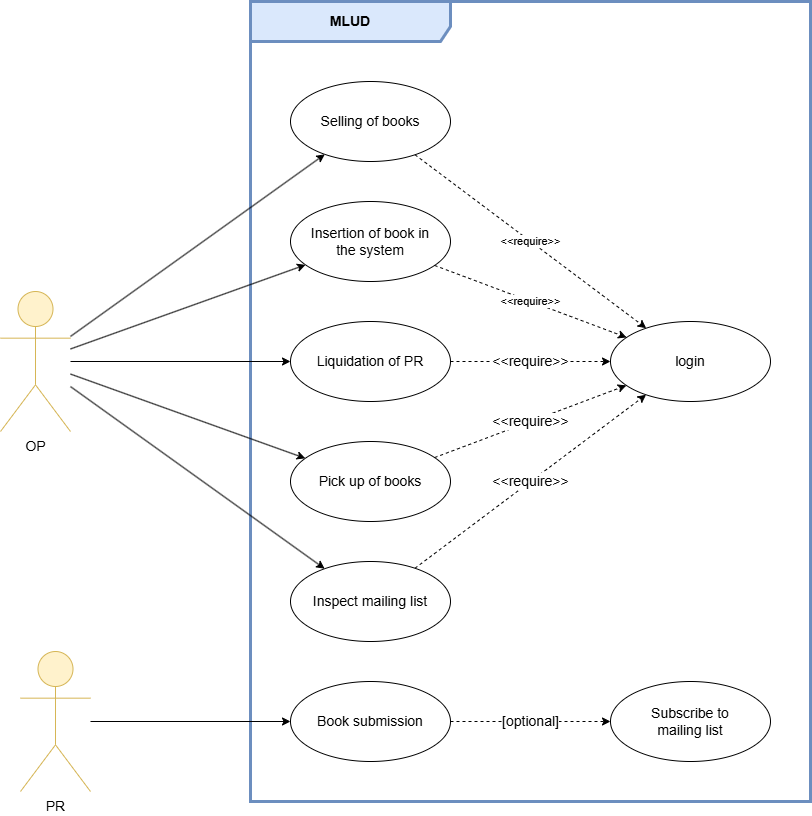 MLUD
Selling of books
Insertion of book in
the system
<<require>>
<<require>>
Liquidation of PR
<<require>>
login
<<require>>
OP
Pick up of books
<<require>>
Inspect mailing list
Book submission
[optional]
Subscribe to
mailing list
PR